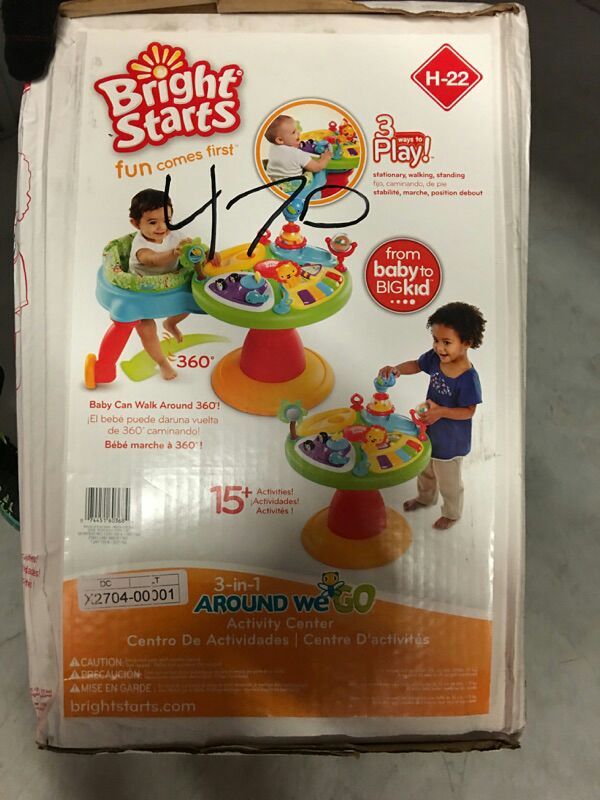 Bright
Starts
fun comes first
H-22
3
ways to
Play!
stationary, walking, standing
fijo, caminando, de pie
stabilité, marche, position debout
470
from
baby to
BIGkid
360°
Baby Can Walk Around 360°!
¡El bebé puede daruna vuelta
de 360° caminando!
Bébé marche à 360°!
15+ Activities!
¡Actividades!
Activités !
DC
X2704-00001
3-in-1
AROUND We GO
Activity Center
Centro De Actividades | Centre D'activités
CAUTION:
PRECAUCIÓN:
MISE EN GARDE :
brightstarts.com